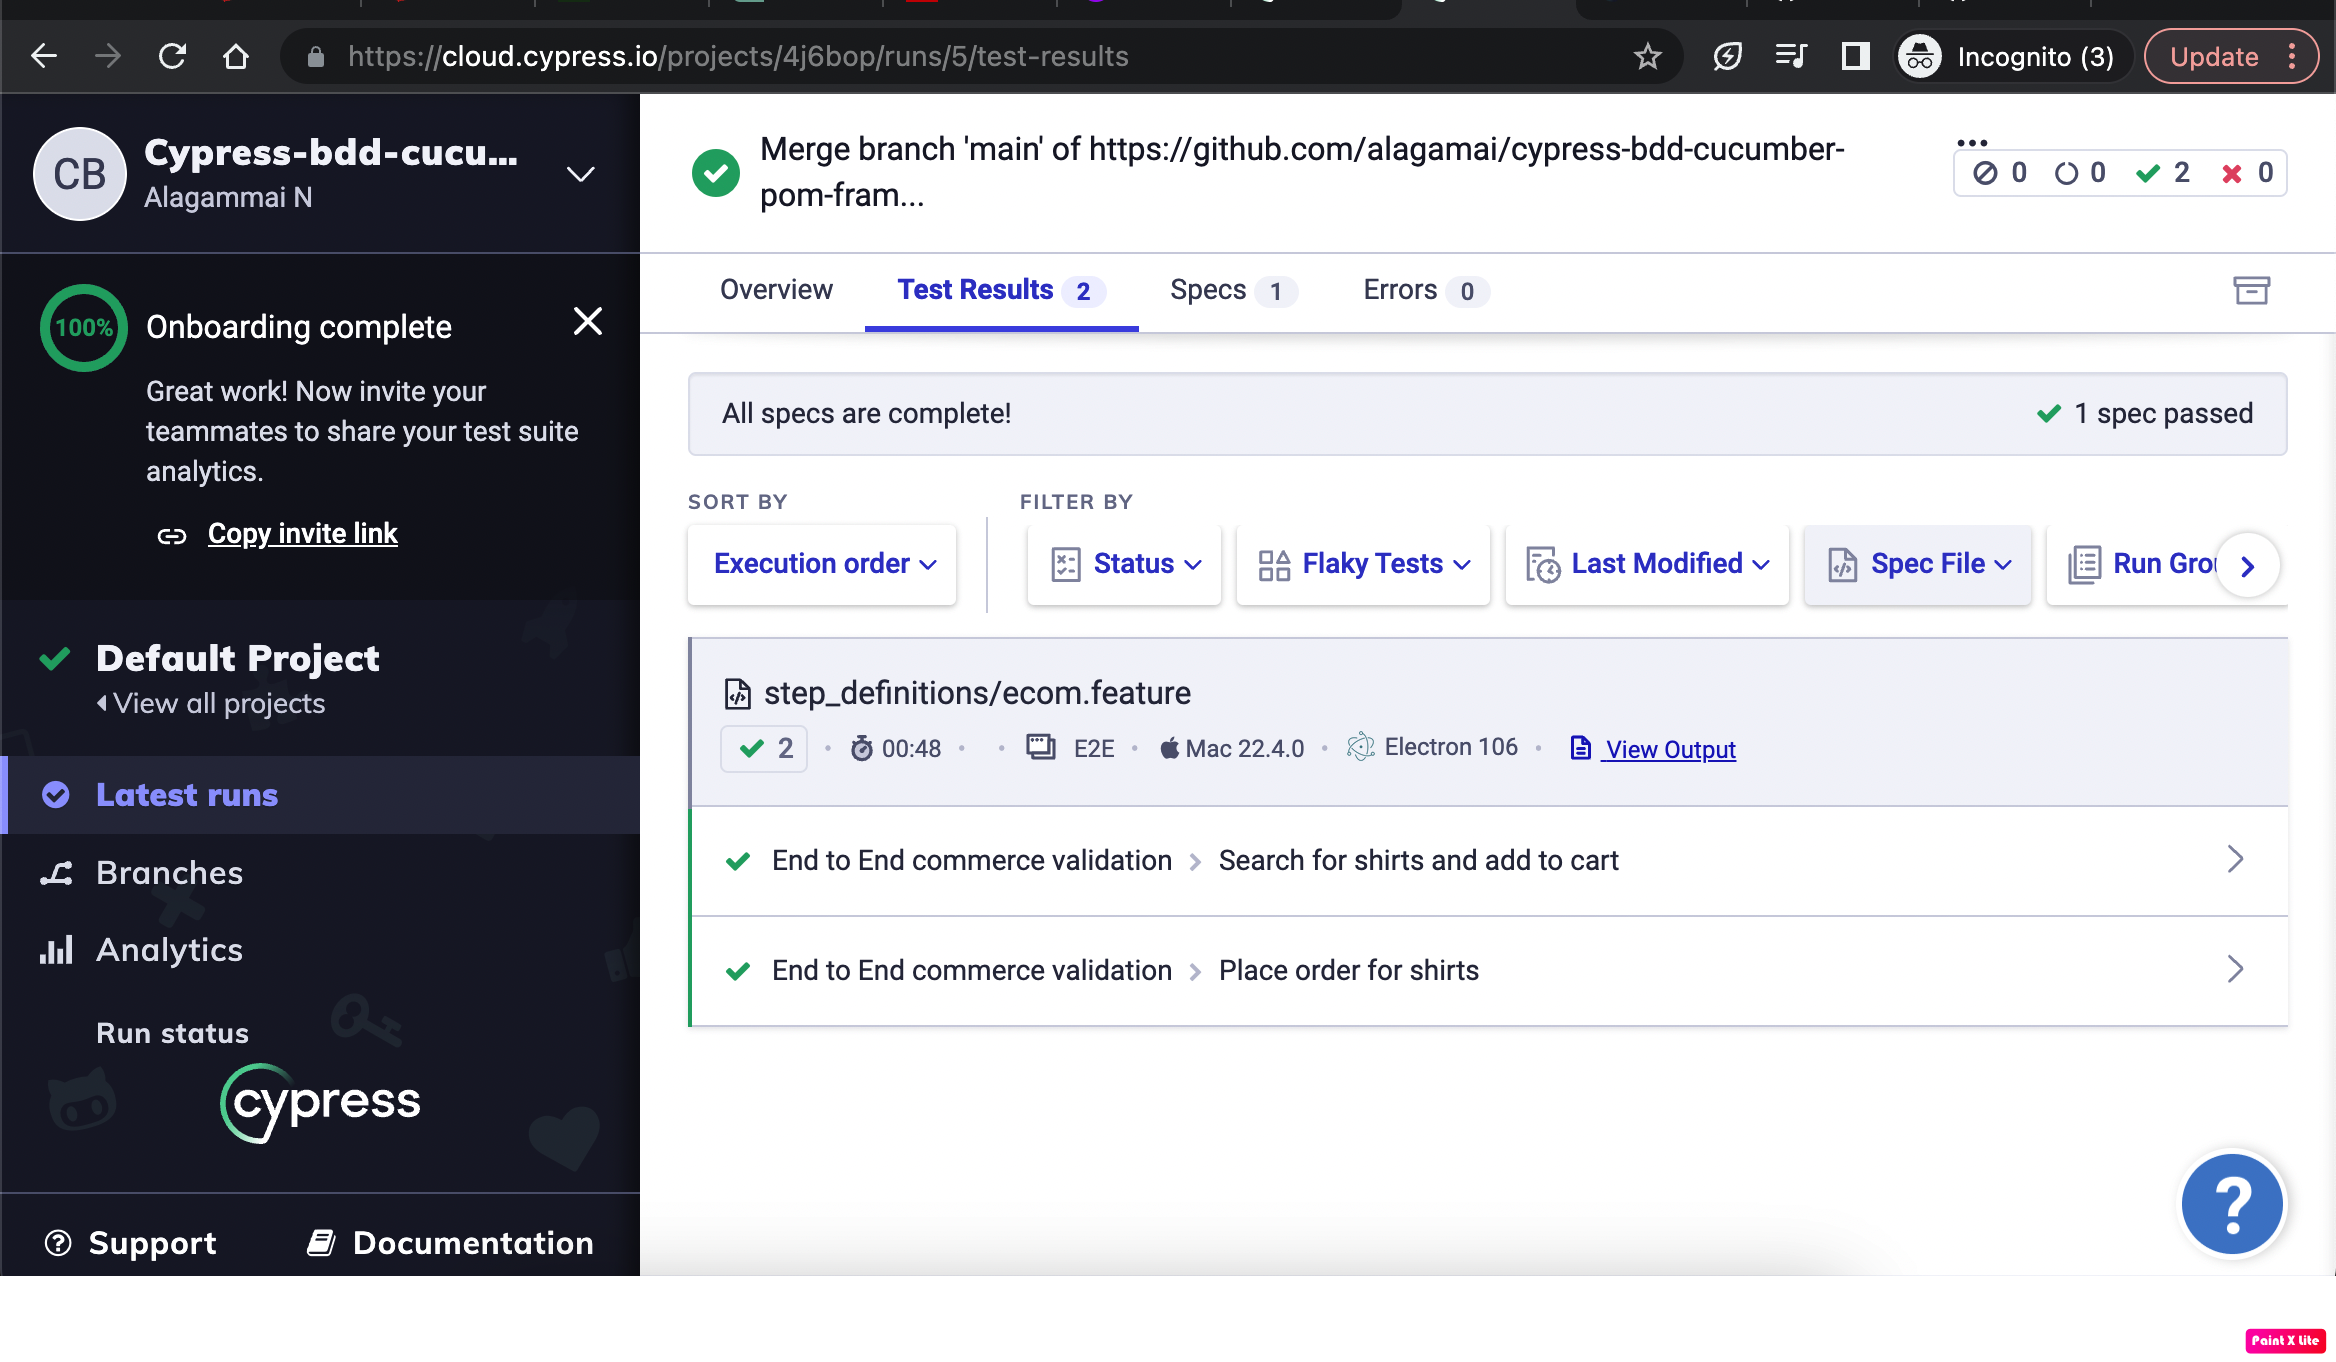 https://cloud.cypress.io/projects/4j6bop/runs/5/test-results
Incognito (3)
Update
CB
Cypress-bdd-cucu...
Alagammai N
100%
Onboarding complete
Great work! Now invite your
teammates to share your test suite
analytics.
Copy invite link
Default Project
View all projects
Latest runs
Branches
Analytics
Run status
cypress
Support
Documentation
Merge branch 'main' of https://github.com/alagamai/cypress-bdd-cucumber-
pom-fram...
0 0 2 0
Overview
Test Results 2
Specs 1
Errors 0
All specs are complete!
1 spec passed
SORT BY
FILTER BY
Execution order
Status
Flaky Tests
Last Modified
Spec File
Run Grou
step_definitions/ecom.feature
2 · 00:48 · · E2E · Mac 22.4.0 · Electron 106 · View Output
End to End commerce validation > Search for shirts and add to cart
End to End commerce validation > Place order for shirts
?
Paint X Lite